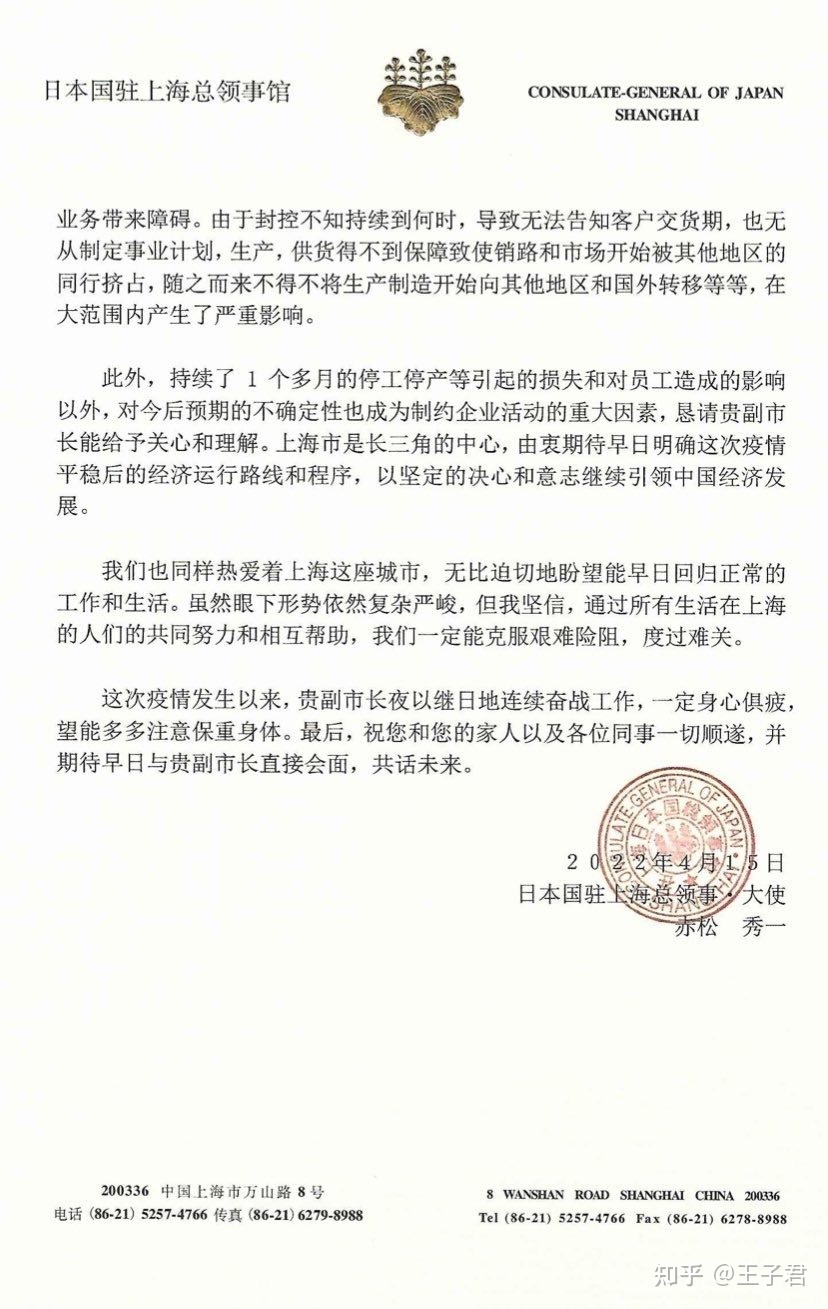 日本国驻上海总领事馆
CONSULATE-GENERAL OF JAPAN
SHANGHAI
业务带来障碍。由于封控不知持续到何时，导致无法告知客户交货期，也无
从制定事业计划，生产，供货得不到保障致使销路和市场开始被其他地区的
同行挤占，随之而来不得不将生产制造开始向其他地区和国外转移等等，在
大范围内产生了严重影响。
此外，持续了 1 个多月的停工停产等引起的损失和对员工造成的影响
以外，对今后预期的不确定性也成为制约企业活动的重大因素，恳请贵副市
长能给予关心和理解。上海市是长三角的中心，由衷期待早日明确这次疫情
平稳后的经济运行路线和程序，以坚定的决心和意志继续引领中国经济发
展。
我们也同样热爱着上海这座城市，无比迫切地盼望能早日回归正常的
工作和生活。虽然眼下形势依然复杂严峻，但我坚信，通过所有生活在上海
的人们的共同努力和相互帮助，我们一定能克服艰难险阻，度过难关。
这次疫情发生以来，贵副市长夜以继日地连续奋战工作，一定身心俱疲，
望能多多注意保重身体。最后，祝您和您的家人以及各位同事一切顺遂，并
期待早日与贵副市长直接会面，共话未来。
CONSULATE-GENERAL OF JAPAN
SHANGHAI
2022年4月15日
日本国驻上海总领事·大使
赤松 秀一
200336 中国上海市万山路 8 号
电话 (86-21) 5257-4766 传真 (86-21) 6279-8988
8 WANSHAN ROAD SHANGHAI CHINA 200336
Tel (86-21) 5257-4766 Fax (86-21) 6278-8988
知乎 @王子君